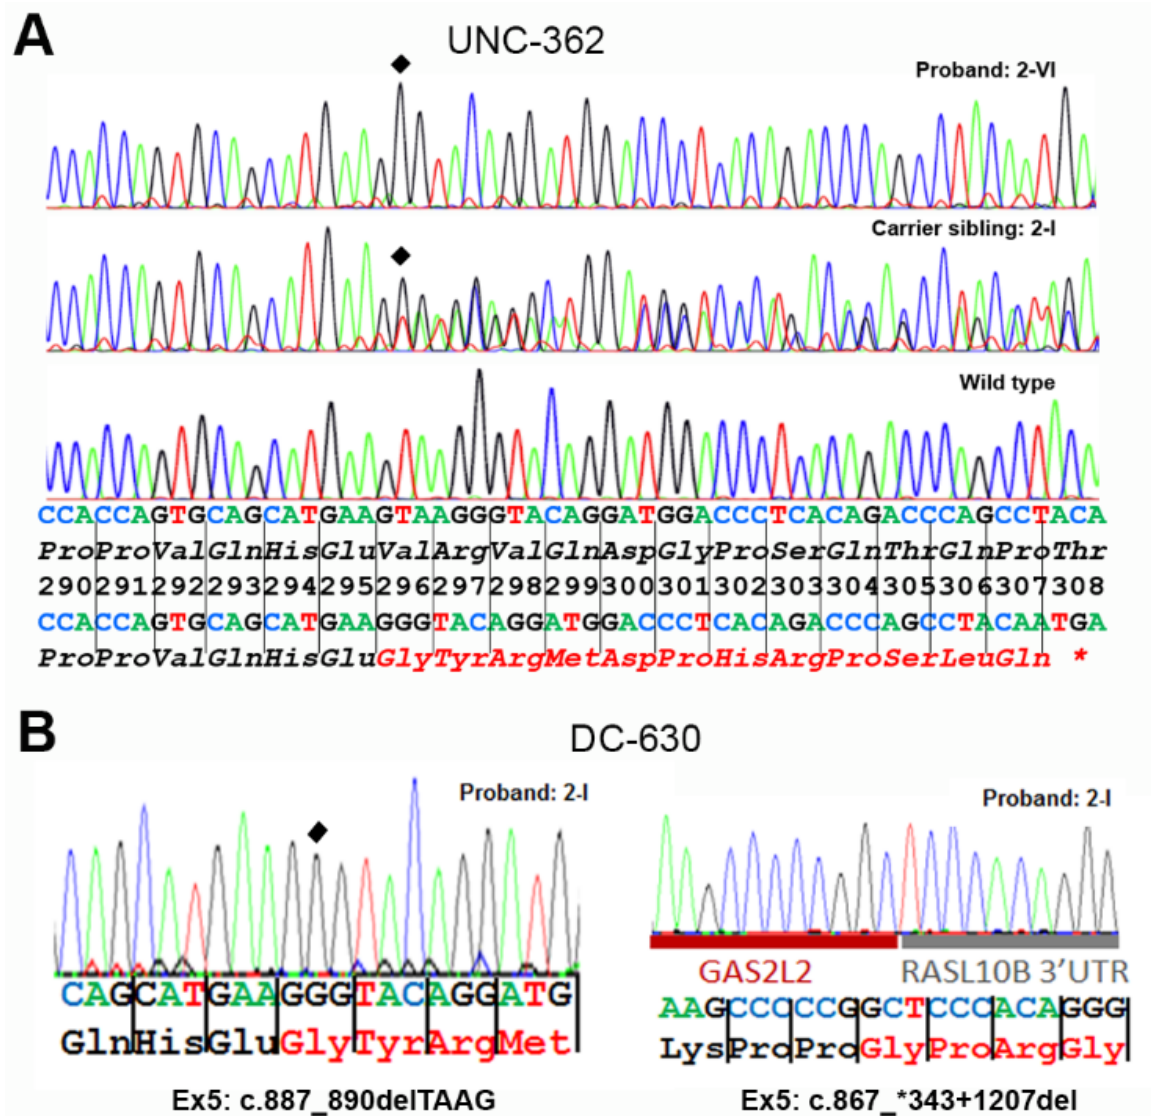 A
UNC-362
Proband: 2-VI
Carrier sibling: 2-I
Wild type
CCACCAGTGCAGCATGAAGTAAGGGTACAGGATGGACCCTCACAGACCCAGCCTACA
ProProValGlnHisGluValArgValGlnAspGlyProSerGlnThrGlnProThr
290291292293294295296297298299300301302303304305306307308
CCACCAGTGCAGCATGAAGGGTACAGGATGGACCCTCACAGACCCAGCCTACAATGA
ProProValGlnHisGluGlyTyrArgMetAspProHisArgProSerLeuGln *
B
DC-630
Proband: 2-I
CAGCATGAAGGGTACAGGATG
GlnHisGluGlyTyrArgMet
Ex5: c.887_890delTAAG
Proband: 2-I
GAS2L2 RASL10B 3'UTR
AAGCCCCCGGCTCCCACAGGG
LysProProGlyProArgGly
Ex5: c.867_*343+1207del